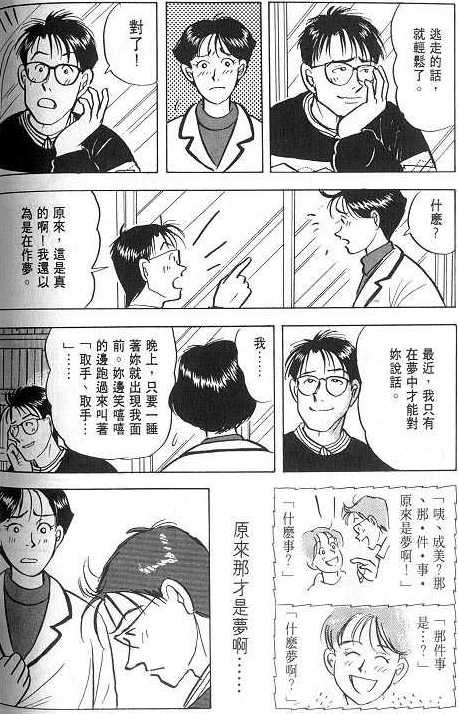 逃走的話，
就輕鬆了。
對了！
什麼？
原來，這是真
的啊！我還以
為是在作夢。
最近，我只有
在夢中才能對
妳說話。
我……
晚上，只要一睡
著妳就出現我面
前。妳邊笑嘻嘻
的邊跑過來叫著
「取手、取手…
……」
「咦、成美？那
、那・件・事・
原來是夢啊！」
「什麼事？」
「那件事
是…？」
「什麼夢啊？」
原來那才是夢啊……